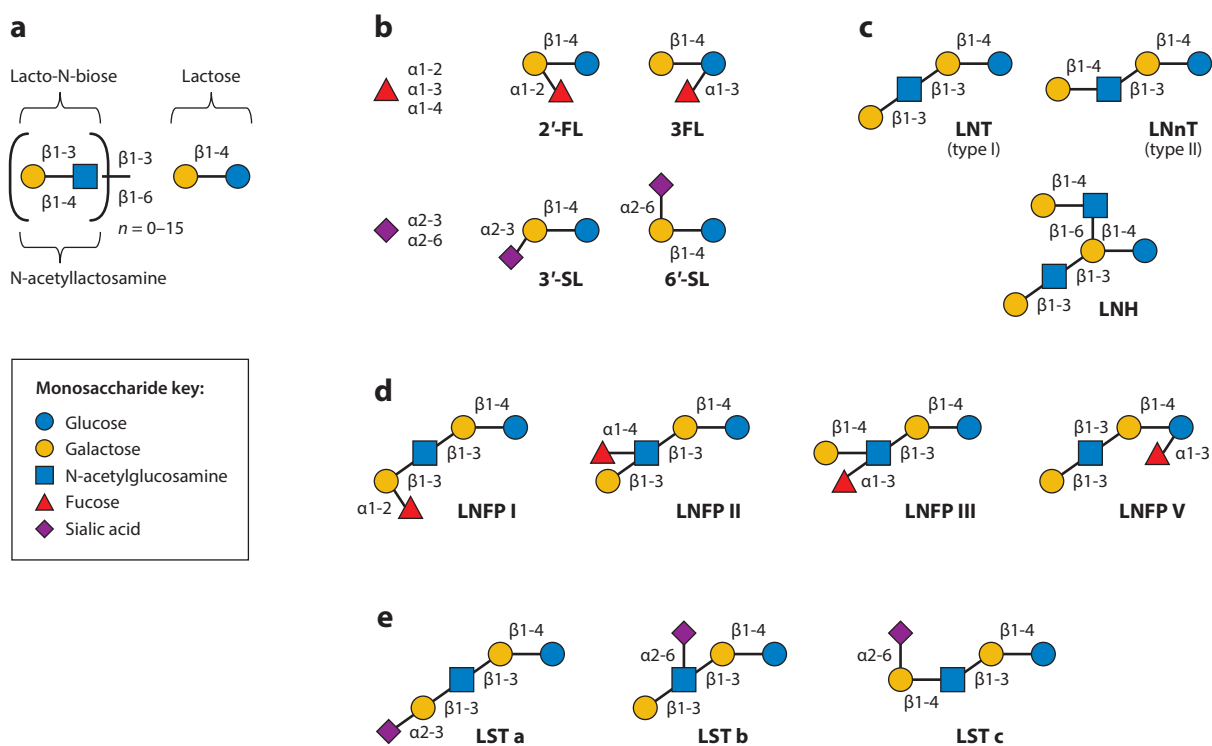 a
Lacto-N-biose
Lactose
β1-3
β1-4
β1-3
β1-6
n = 0–15
β1-4
N-acetyllactosamine
Monosaccharide key:
Glucose
Galactose
N-acetylglucosamine
Fucose
Sialic acid
b
α1-2
α1-3
α1-4
β1-4
α1-2
2′-FL
β1-4
α1-3
3FL
α2-3
α2-6
β1-4
α2-3
3′-SL
α2-6
β1-4
6′-SL
c
β1-4
β1-3
β1-3
LNT
(type I)
β1-4
β1-4
β1-3
LNnT
(type II)
β1-4
β1-6
β1-4
β1-3
β1-3
LNH
d
β1-4
β1-3
β1-3
α1-2
LNFP I
β1-4
α1-4
β1-3
β1-3
LNFP II
β1-4
β1-4
β1-3
α1-3
LNFP III
β1-4
β1-3
α1-3
β1-3
LNFP V
e
β1-4
β1-3
β1-3
α2-3
LST a
β1-4
α2-6
β1-3
β1-3
LST b
β1-4
α2-6
β1-3
β1-4
LST c